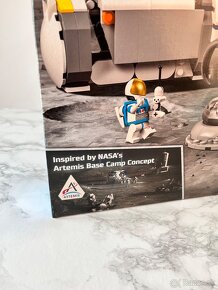 Inspired by NASA's
Artemis Base Camp Concept
ARTEMIS